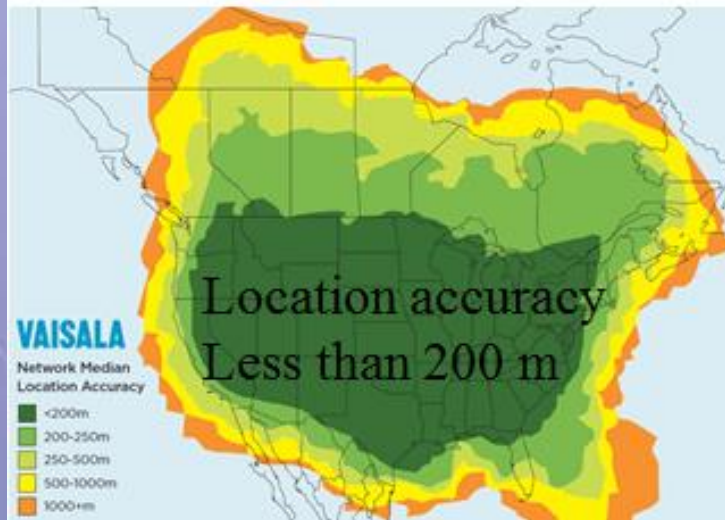 Location accuracy
Less than 200 m
VAISALA
Network Median
Location Accuracy
<200m
200-250m
250-500m
500-1000m
1000+m